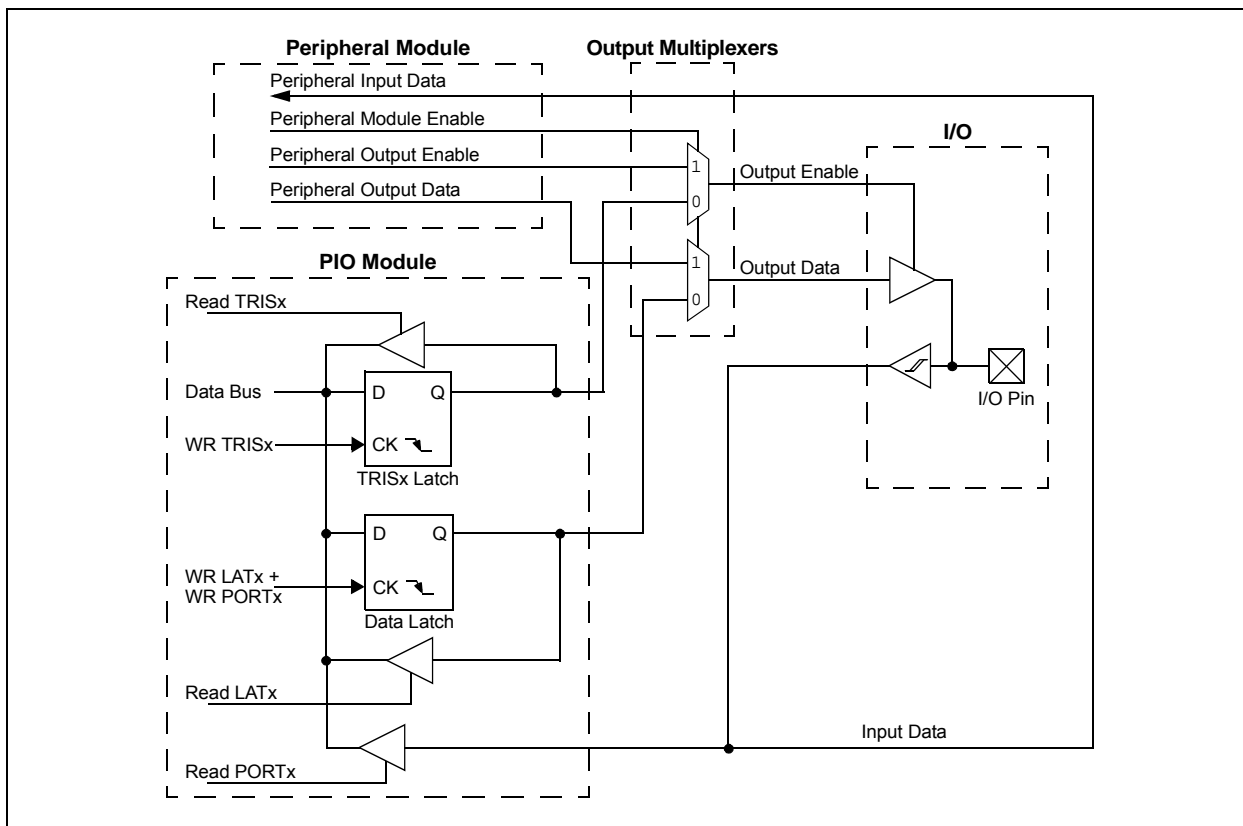 Peripheral Module
Output Multiplexers
Peripheral Input Data
Peripheral Module Enable
I/O
Peripheral Output Enable
1
Output Enable
Peripheral Output Data
0
PIO Module
1
Output Data
Read TRISx
0
Data Bus
D
Q
I/O Pin
WR TRISx
CK
TRISx Latch
D
Q
WR LATx +
WR PORTx
CK
Data Latch
Read LATx
Input Data
Read PORTx